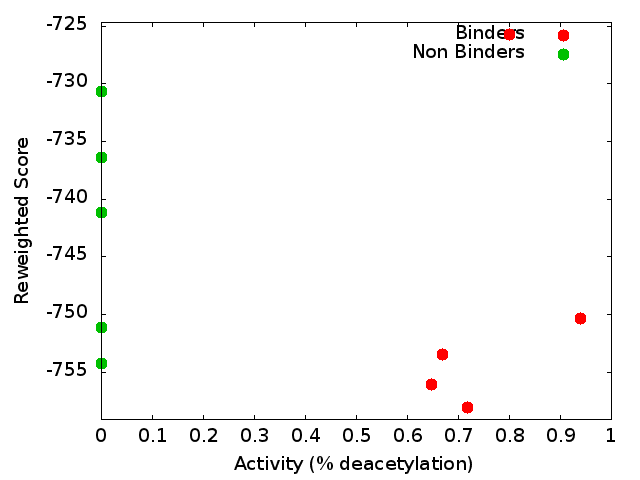 -725
-730
-735
-740
-745
-750
-755
Reweighted Score
Binders
Non Binders
0 0.1 0.2 0.3 0.4 0.5 0.6 0.7 0.8 0.9 1
Activity (% deacetylation)